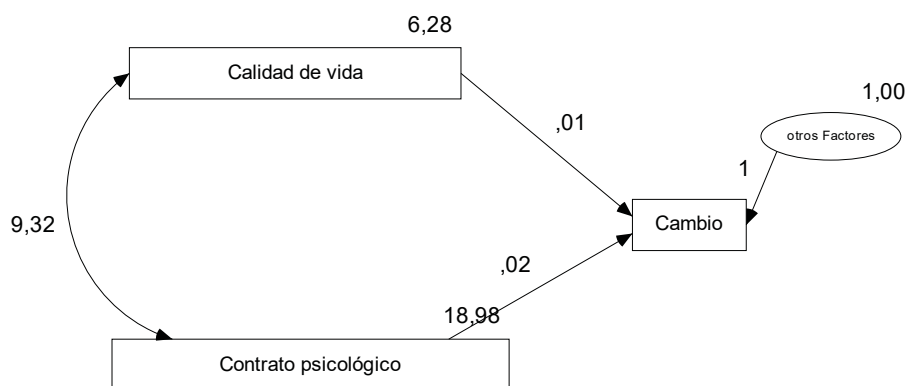 6,28
Calidad de vida
1,00
,01
otros Factores
1
9,32
Cambio
,02
18,98
Contrato psicológico